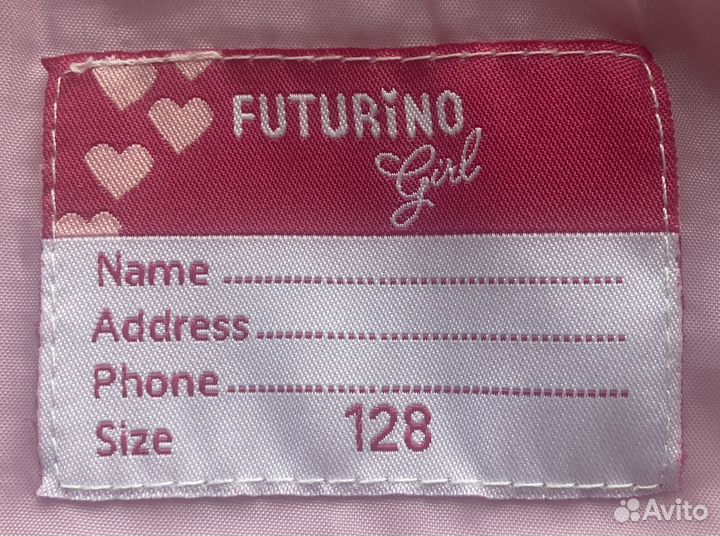 FUTURINO
Girl
Name ........................................
Address ........................................
Phone ........................................
Size 128
Avito